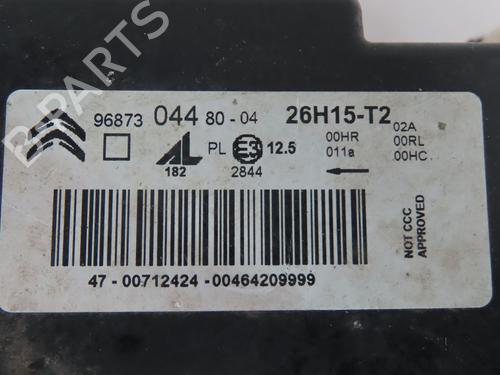 96873 044 80-04 26H15-T2
02A
00HR 00RL
PL E3 12.5 011a 00HC
182 2844
NOT CCC
APPROVED
47-00712424-00464209999
B-PARTS